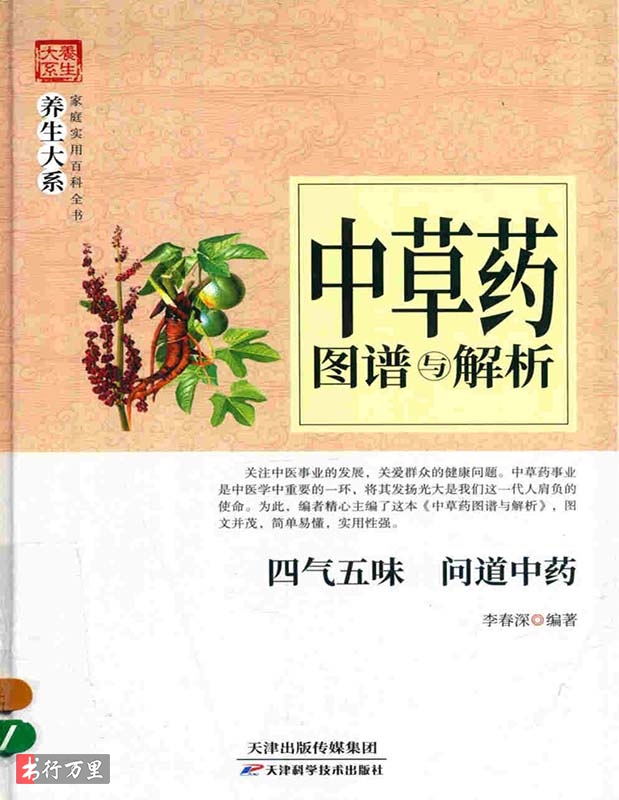 養生
大系
养生大系
家庭实用百科全书
中草药
图谱与解析
关注中医事业的发展，关爱群众的健康问题。中草药事业
是中医学中重要的一环，将其发扬光大是我们这一代人肩负的
使命。为此，编者精心主编了这本《中草药图谱与解析》，图
文并茂，简单易懂，实用性强。
四气五味 问道中药
李春深◎编著
天津出版传媒集团
天津科学技术出版社
书行万里